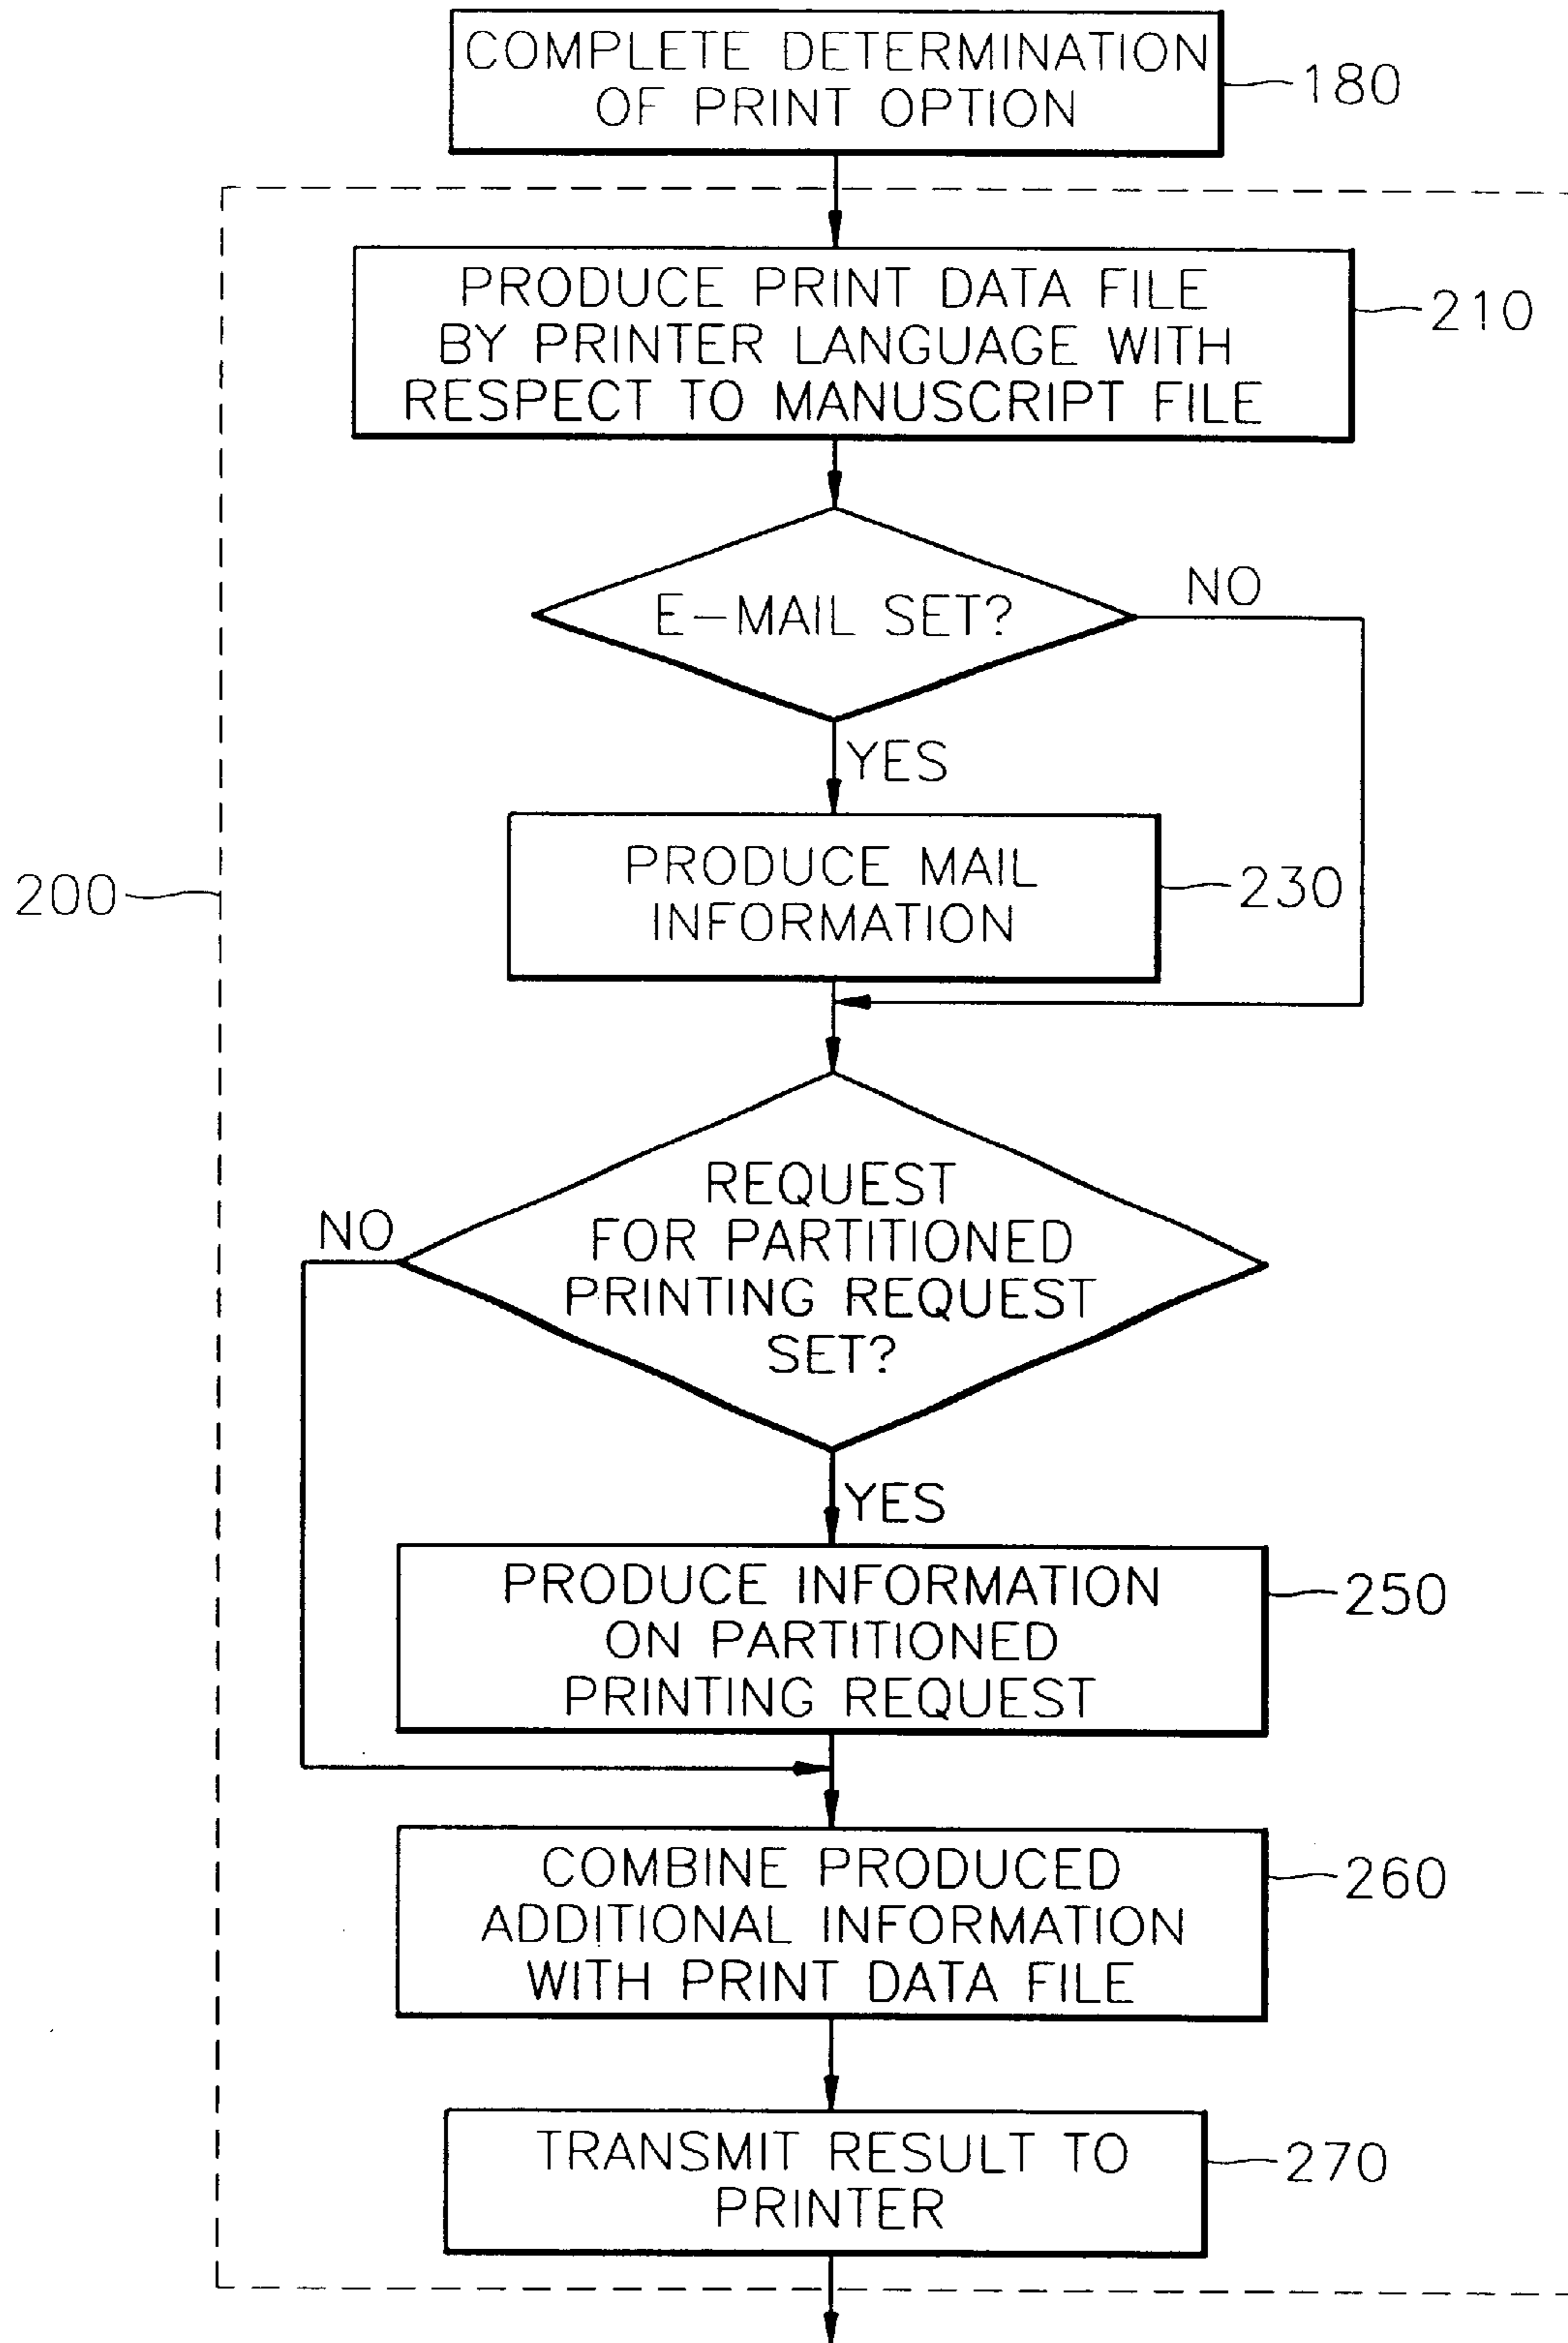 COMPLETE DETERMINATION
OF PRINT OPTION
180
PRODUCE PRINT DATA FILE
BY PRINTER LANGUAGE WITH
RESPECT TO MANUSCRIPT FILE
210
E-MAIL SET?
NO
YES
200
PRODUCE MAIL
INFORMATION
230
REQUEST
FOR PARTITIONED
PRINTING REQUEST
SET?
NO
YES
PRODUCE INFORMATION
ON PARTITIONED
PRINTING REQUEST
250
COMBINE PRODUCED
ADDITIONAL INFORMATION
WITH PRINT DATA FILE
260
TRANSMIT RESULT TO
PRINTER
270